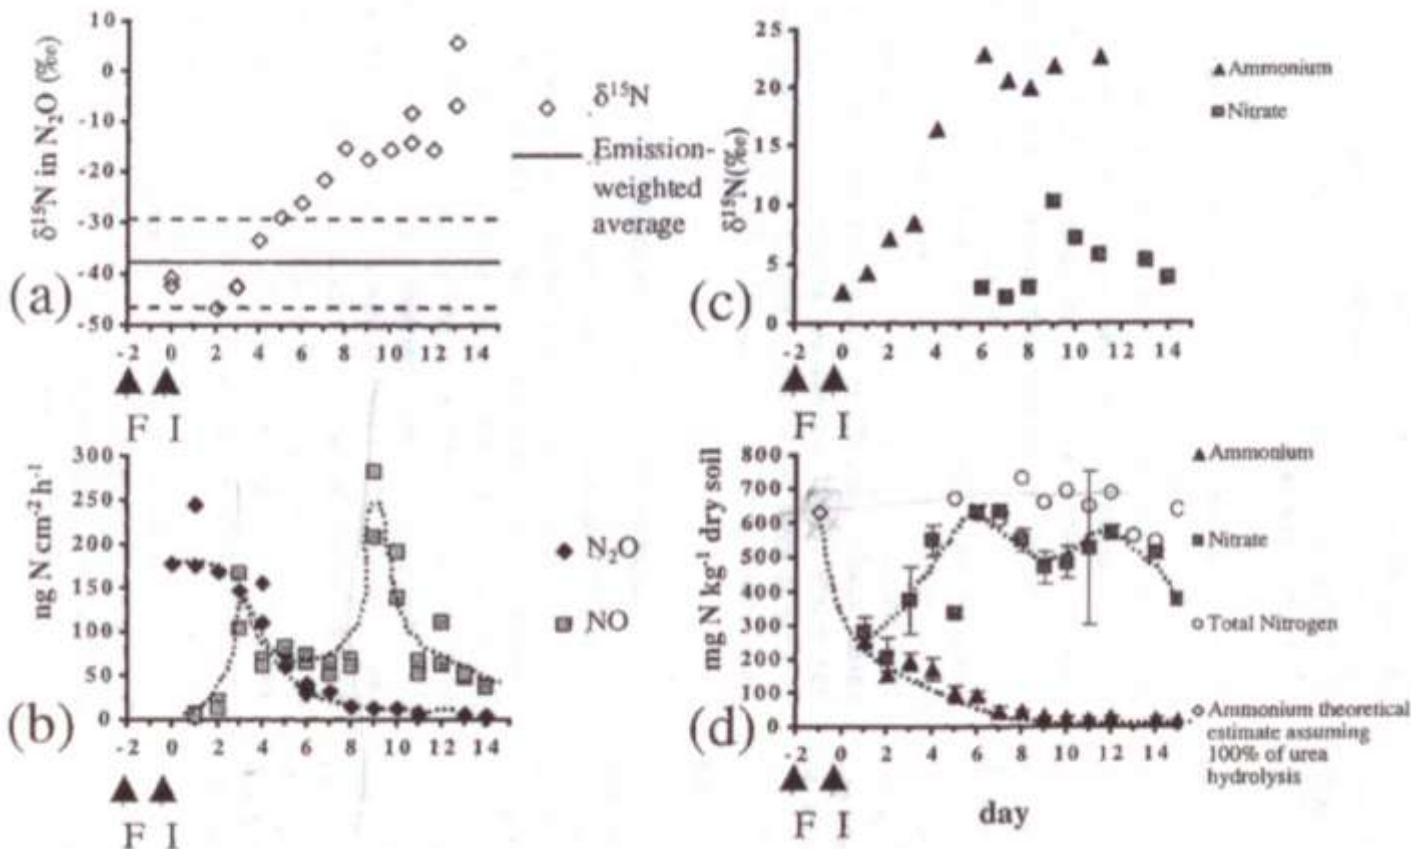 10
0
-10
-20
-30
-40
-50
δ¹⁵N in N₂O (‰)
(a)
-2 0 2 4 6 8 10 12 14
F I
δ¹⁵N
Emission-
weighted
average
25
20
15
10
5
0
δ¹⁵N(‰)
(c)
-2 0 2 4 6 8 10 12 14
F I
Ammonium
Nitrate
300
250
200
150
100
50
0
ng N cm⁻² h⁻¹
(b)
-2 0 2 4 6 8 10 12 14
F I
N₂O
NO
800
700
600
500
400
300
200
100
0
mg N kg⁻¹ dry soil
(d)
-2 0 2 4 6 8 10 12 14
F I
day
Ammonium
Nitrate
Total Nitrogen
Ammonium theoretical
estimate assuming
100% of urea
hydrolysis